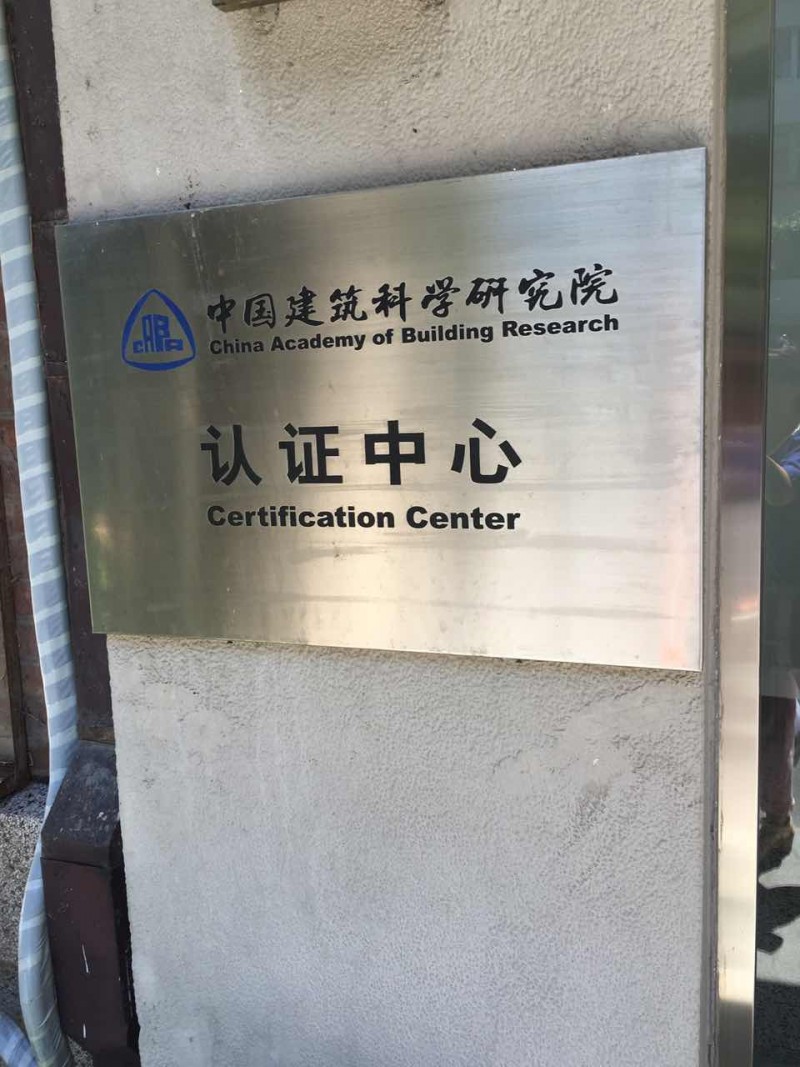 中国建筑科学研究院
China Academy of Building Research
CABR
认证中心
Certification Center